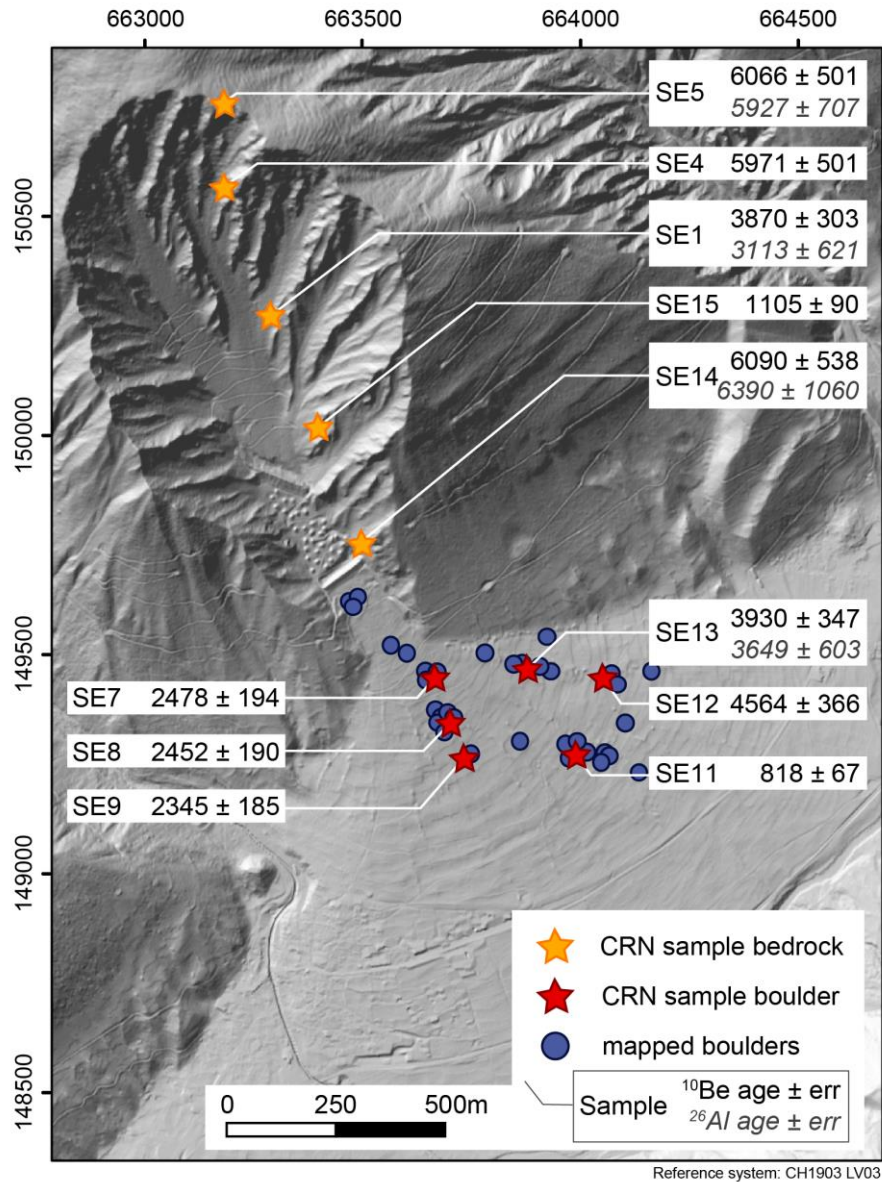 663000 663500 664000 664500
SE5 6066 ± 501
5927 ± 707
SE4 5971 ± 501
150500
SE1 3870 ± 303
3113 ± 621
SE15 1105 ± 90
SE14 6090 ± 538
6390 ± 1060
150000
149500
SE13 3930 ± 347
3649 ± 603
SE7 2478 ± 194
SE12 4564 ± 366
SE8 2452 ± 190
SE11 818 ± 67
SE9 2345 ± 185
149000
CRN sample bedrock
CRN sample boulder
mapped boulders
148500
0 250 500m
Sample ¹⁰Be age ± err
²⁶Al age ± err
Reference system: CH1903 LV03